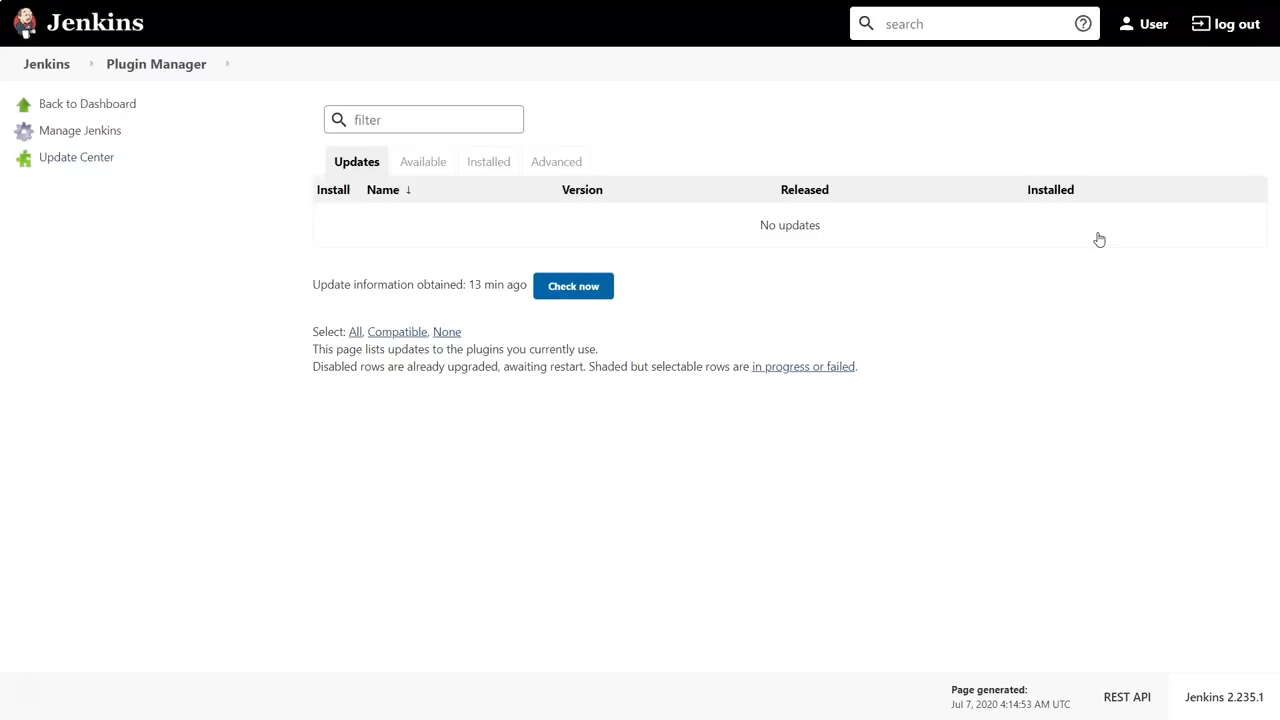 Jenkins
search
User
log out
Jenkins
Plugin Manager
Back to Dashboard
Manage Jenkins
Update Center
filter
Updates
Available
Installed
Advanced
Install Name ↓ Version Released Installed
No updates
Update information obtained: 13 min ago
Check now
Select: All, Compatible, None
This page lists updates to the plugins you currently use.
Disabled rows are already upgraded, awaiting restart. Shaded but selectable rows are in progress or failed.
Page generated:
Jul 7, 2020 4:14:53 AM UTC
REST API
Jenkins 2.235.1